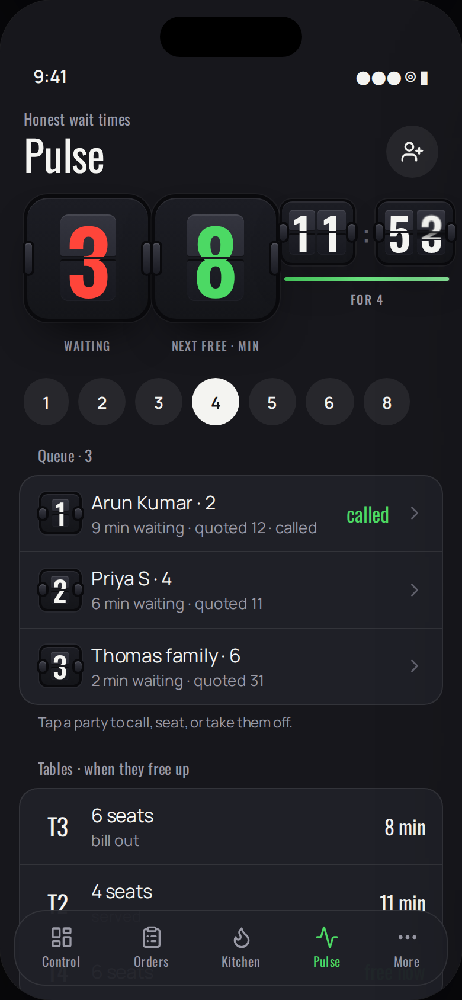 9:41
Honest wait times
Pulse
3
8
11:52
WAITING
NEXT FREE · MIN
FOR 4
1 2 3 4 5 6 8
Queue · 3
1
Arun Kumar · 2
9 min waiting · quoted 12 · called
called
2
Priya S · 4
6 min waiting · quoted 11
3
Thomas family · 6
2 min waiting · quoted 31
Tap a party to call, seat, or take them off.
Tables · when they free up
T3
6 seats
bill out
8 min
T2
4 seats
served
11 min
T4
6 seats
free now
Control
Orders
Kitchen
Pulse
More